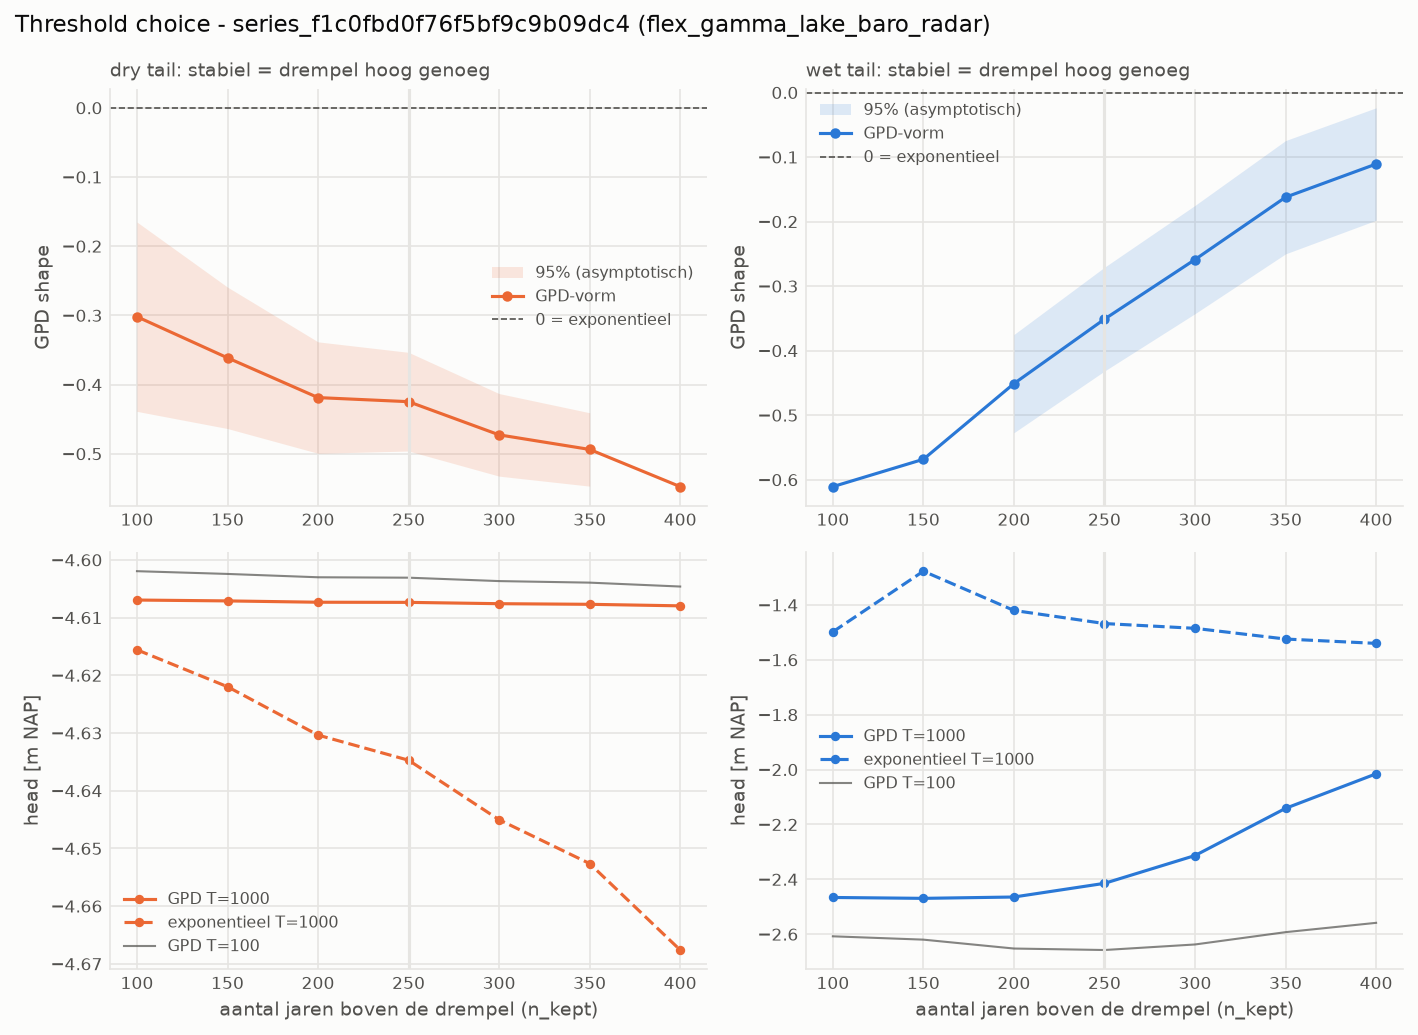 Threshold choice - series_f1c0fbd0f76f5bf9c9b09dc4 (flex_gamma_lake_baro_radar)
dry tail: stabiel = drempel hoog genoeg
GPD shape
0.0
−0.1
−0.2
−0.3
−0.4
−0.5
95% (asymptotisch)
GPD-vorm
0 = exponentieel
100 150 200 250 300 350 400
wet tail: stabiel = drempel hoog genoeg
GPD shape
0.0
−0.1
−0.2
−0.3
−0.4
−0.5
−0.6
95% (asymptotisch)
GPD-vorm
0 = exponentieel
100 150 200 250 300 350 400
head [m NAP]
−4.60
−4.61
−4.62
−4.63
−4.64
−4.65
−4.66
−4.67
GPD T=1000
exponentieel T=1000
GPD T=100
100 150 200 250 300 350 400
aantal jaren boven de drempel (n_kept)
head [m NAP]
−1.4
−1.6
−1.8
−2.0
−2.2
−2.4
−2.6
GPD T=1000
exponentieel T=1000
GPD T=100
100 150 200 250 300 350 400
aantal jaren boven de drempel (n_kept)